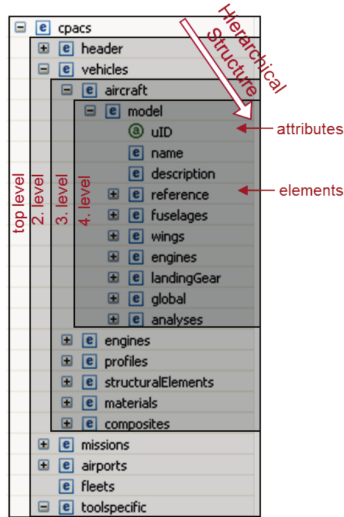 cpacs
header
vehicles
aircraft
model
uID
name
description
reference
fuselages
wings
engines
landingGear
global
analyses
engines
profiles
structuralElements
materials
composites
missions
airports
fleets
toolspecific
Hierarchical
Structure
attributes
elements
top level
2. level
3. level
4. level